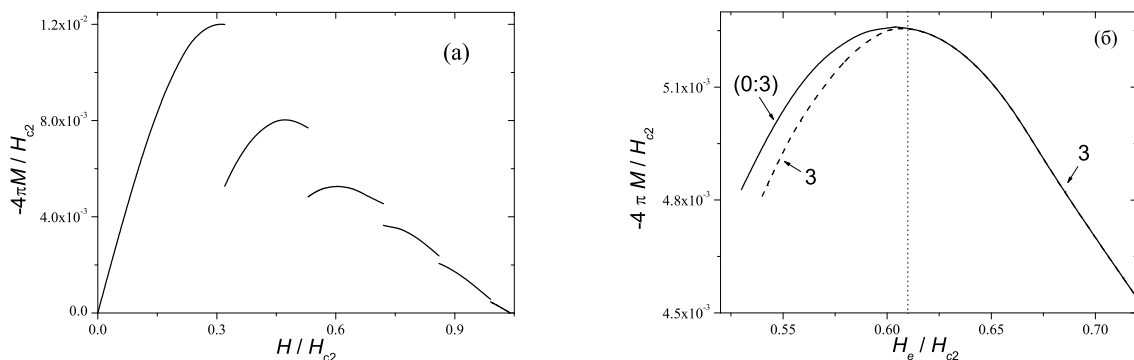 1.2x10⁻²
(a)
8.0x10⁻³
4.0x10⁻³
0.0
0.0 0.3 0.6 0.9
-4πM / H_c2
H / H_c2
(б)
5.1x10⁻³
(0:3)
3
3
4.8x10⁻³
4.5x10⁻³
0.55 0.60 0.65 0.70
-4 π M / H_c2
H_e / H_c2